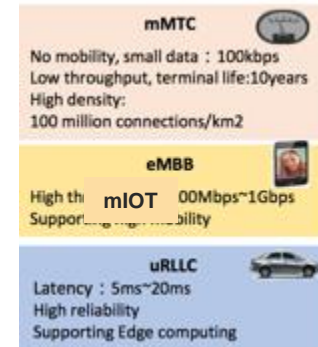 mMTC
No mobility, small data : 100kbps
Low throughput, terminal life:10years
High density:
100 million connections/km2
eMBB
High th mIOT 00Mbps~1Gbps
Suppor bility
uRLLC
Latency : 5ms~20ms
High reliability
Supporting Edge computing